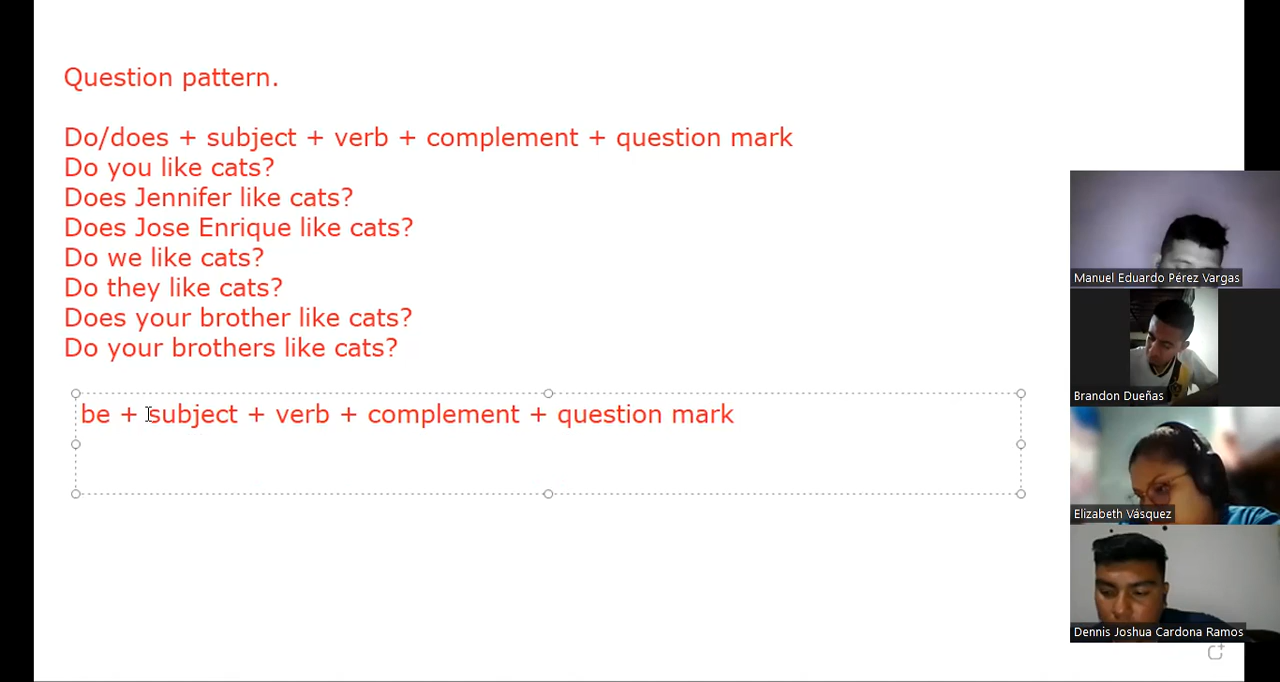 Question pattern.
Do/does + subject + verb + complement + question mark
Do you like cats?
Does Jennifer like cats?
Does Jose Enrique like cats?
Do we like cats?
Do they like cats?
Does your brother like cats?
Do your brothers like cats?
be + subject + verb + complement + question mark
Manuel Eduardo Pérez Vargas
Brandon Dueñas
Elizabeth Vásquez
Dennis Joshua Cardona Ramos